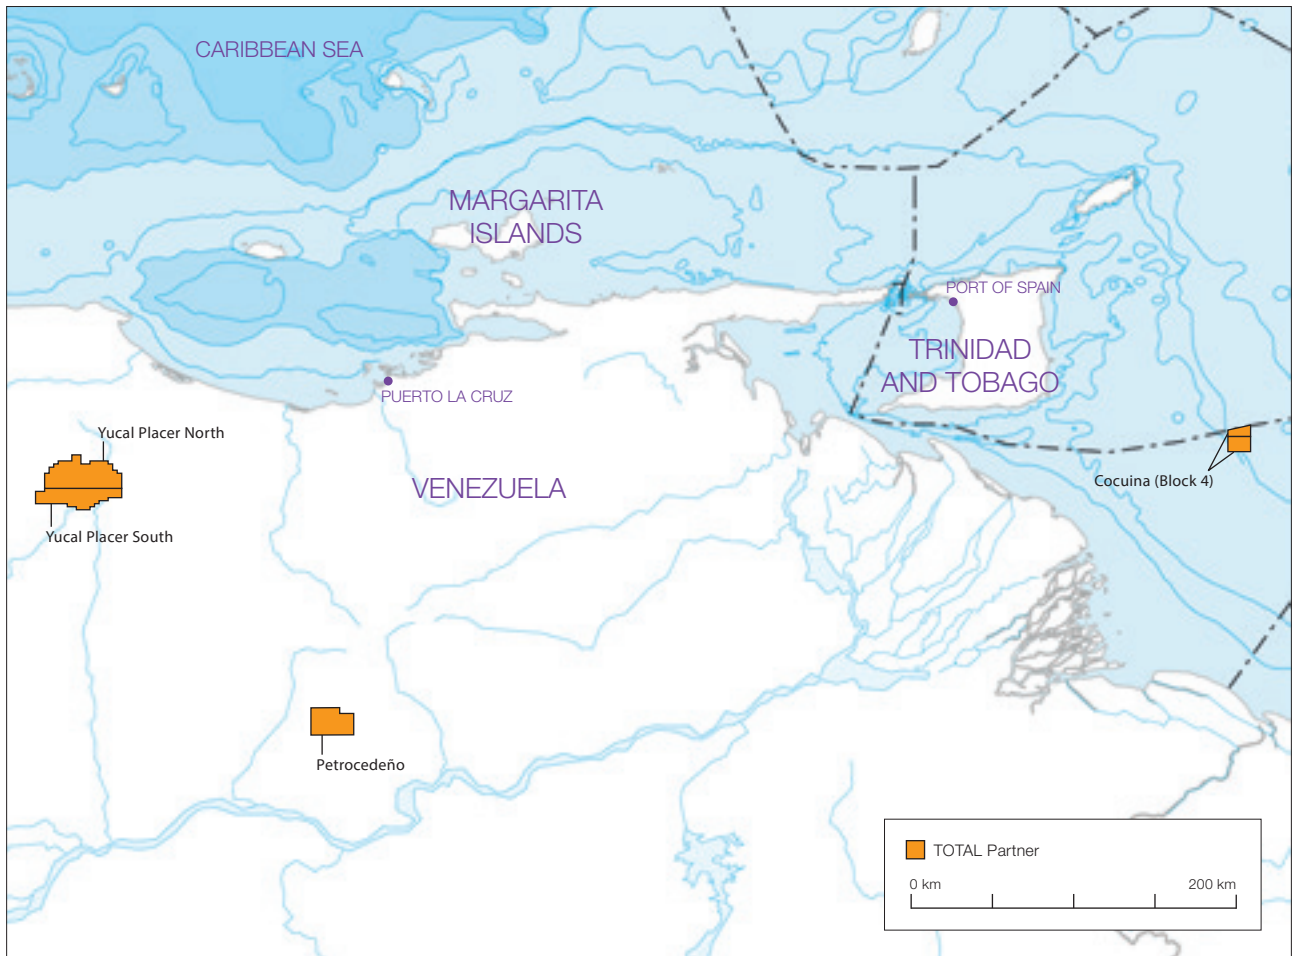 CARIBBEAN SEA
MARGARITA
ISLANDS
PORT OF SPAIN
TRINIDAD
AND TOBAGO
PUERTO LA CRUZ
Yucal Placer North
VENEZUELA
Cocuina (Block 4)
Yucal Placer South
Petrocedeño
TOTAL Partner
0 km
200 km